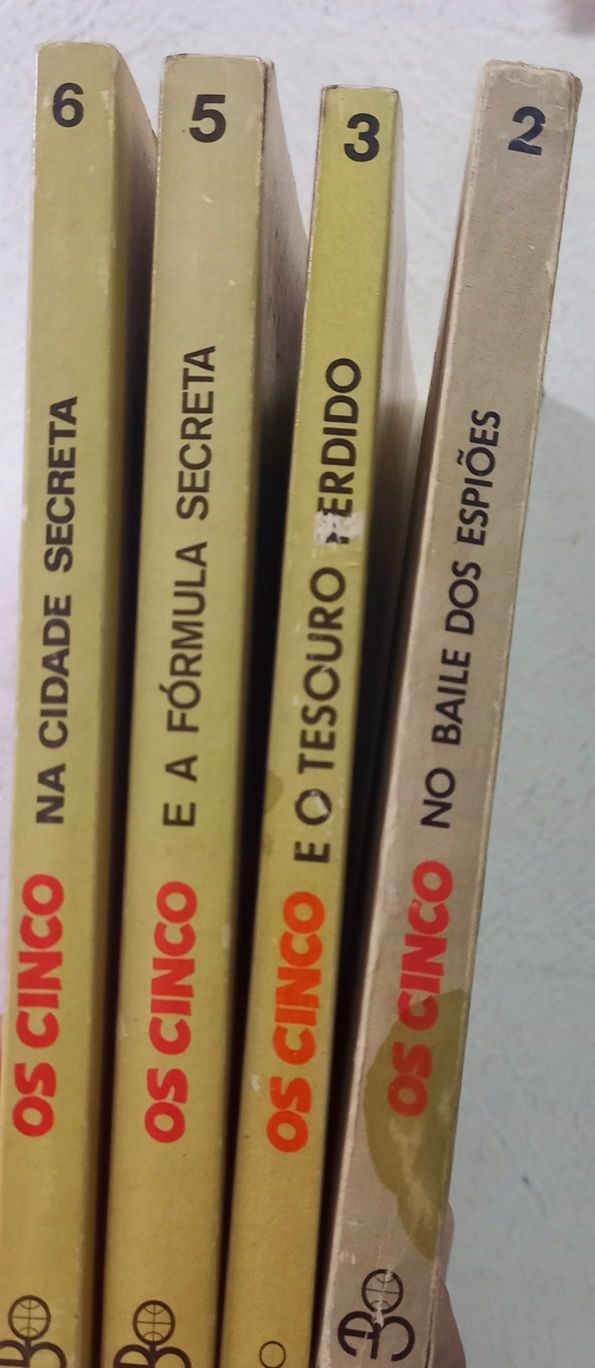 6
OS CINCO NA CIDADE SECRETA
5
OS CINCO E A FÓRMULA SECRETA
3
OS CINCO E O TESOURO PERDIDO
2
OS CINCO NO BAILE DOS ESPIÕES